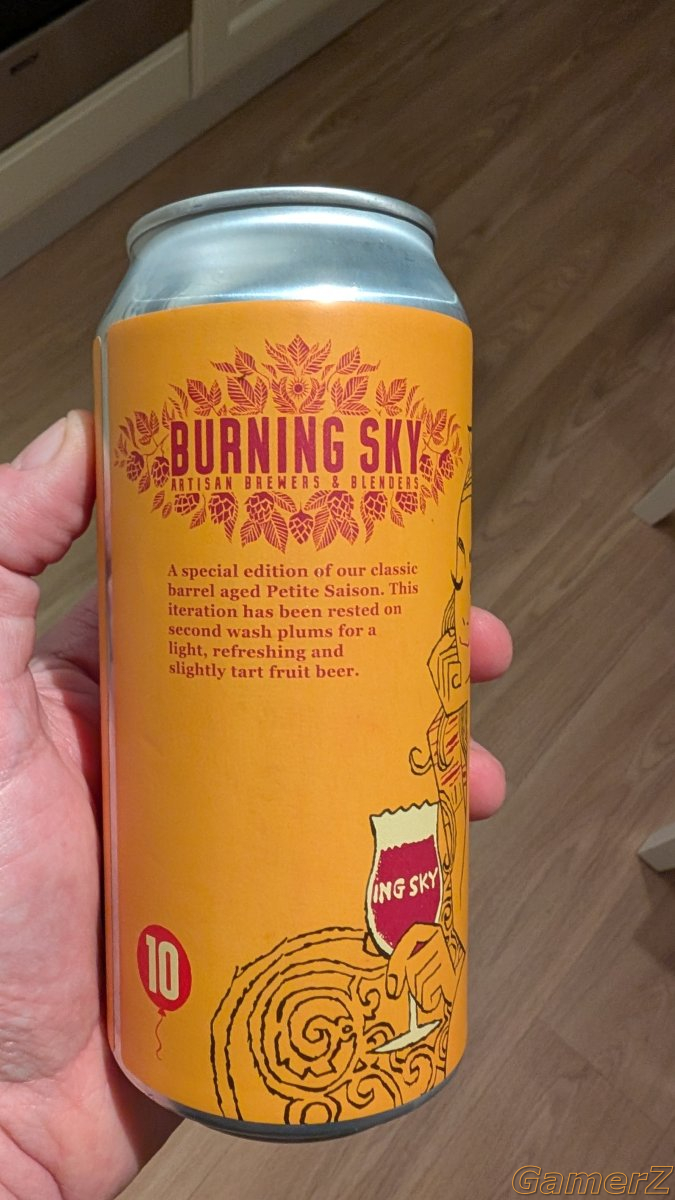 BURNING SKY
ARTISAN BREWERS & BLENDERS
A special edition of our classic
barrel aged Petite Saison. This
iteration has been rested on
second wash plums for a
light, refreshing and
slightly tart fruit beer.
ING SKY
10
GamerZ